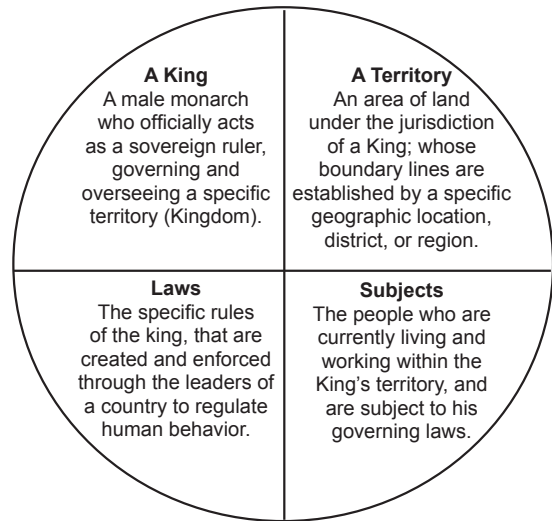 A King
A male monarch
who officially acts
as a sovereign ruler,
governing and
overseeing a specific
territory (Kingdom).
A Territory
An area of land
under the jurisdiction
of a King; whose
boundary lines are
established by a specific
geographic location,
district, or region.
Laws
The specific rules
of the king, that are
created and enforced
through the leaders of
a country to regulate
human behavior.
Subjects
The people who are
currently living and
working within the
King's territory, and
are subject to his
governing laws.